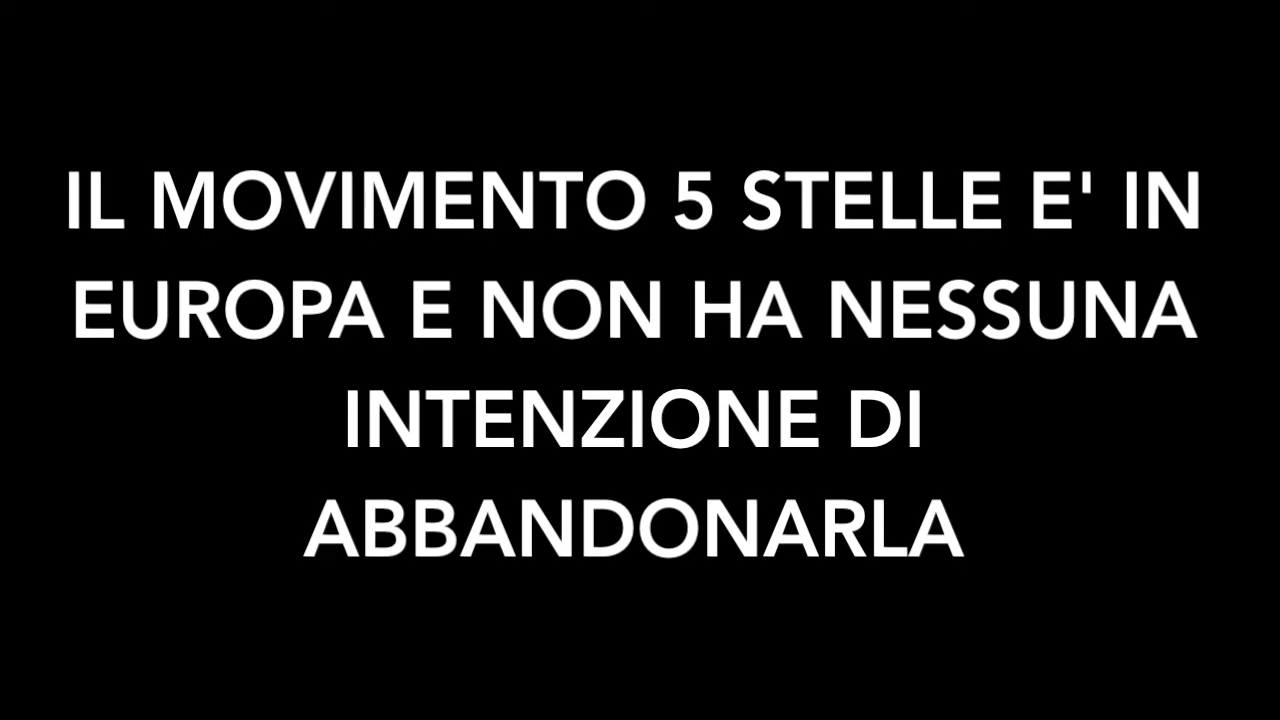 IL MOVIMENTO 5 STELLE E' IN
EUROPA E NON HA NESSUNA
INTENZIONE DI
ABBANDONARLA